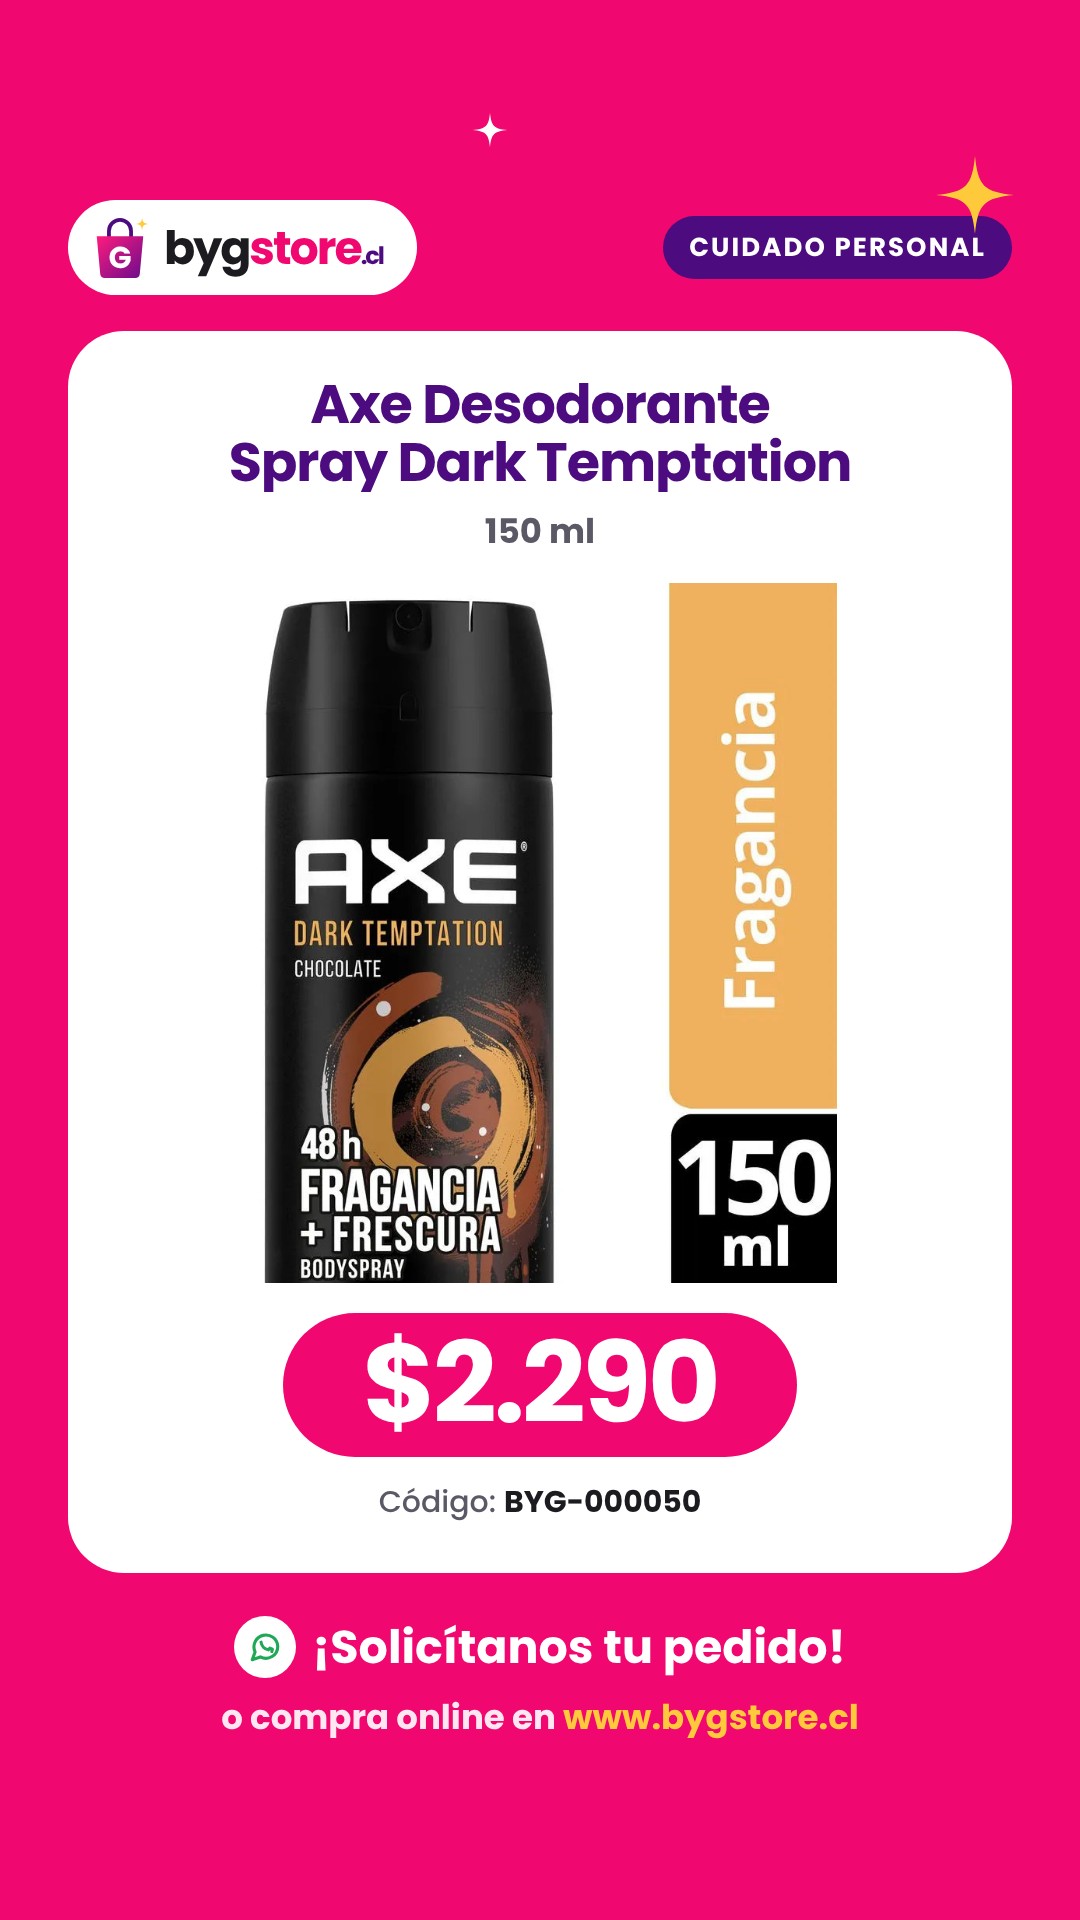 G bygstore.cl
CUIDADO PERSONAL
Axe Desodorante
Spray Dark Temptation
150 ml
AXE®
DARK TEMPTATION
CHOCOLATE
48 h
FRAGANCIA
+ FRESCURA
BODYSPRAY
Fragancia
150
ml
$2.290
Código: BYG-000050
¡Solicítanos tu pedido!
o compra online en www.bygstore.cl